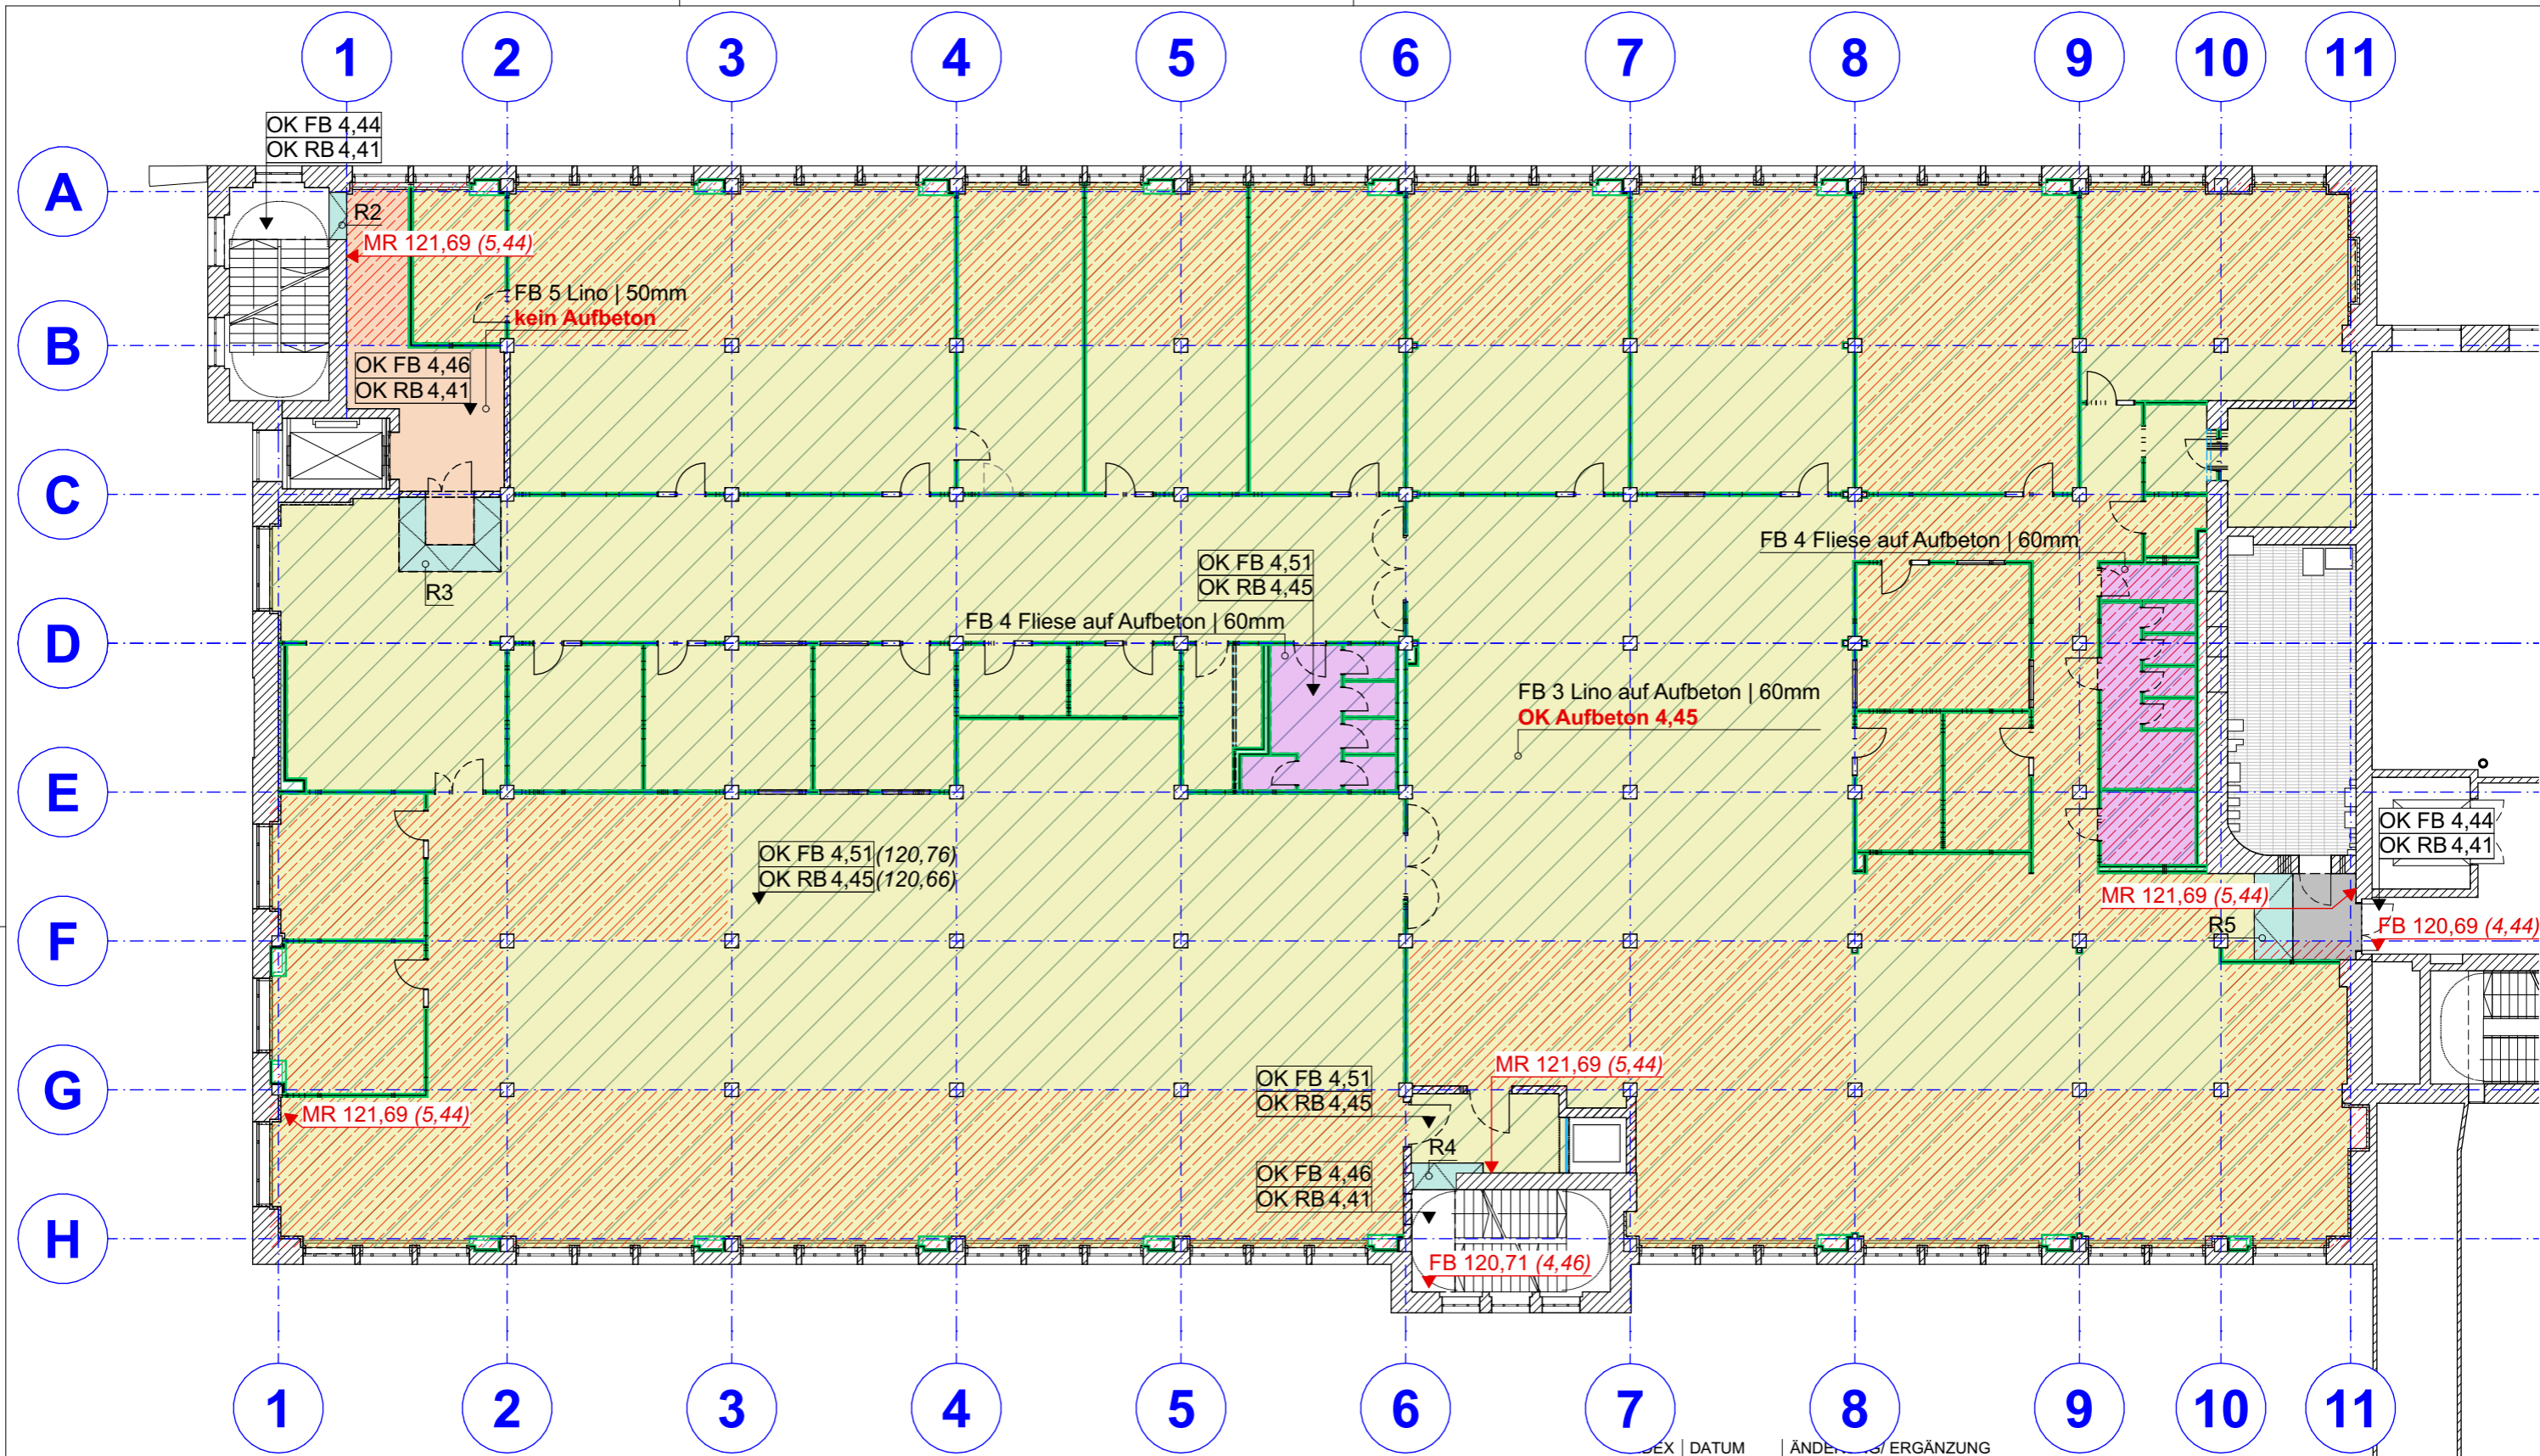 1 2 3 4 5 6 7 8 9 10 11
OK FB 4,44
OK RB 4,41
A
R2
MR 121,69 (5,44)
FB 5 Lino | 50mm
kein Aufbeton
B
OK FB 4,46
OK RB 4,41
C
FB 4 Fliese auf Aufbeton | 60mm
OK FB 4,51
OK RB 4,45
R3
FB 4 Fliese auf Aufbeton | 60mm
D
FB 3 Lino auf Aufbeton | 60mm
OK Aufbeton 4,45
E
OK FB 4,44
OK RB 4,41
OK FB 4,51 (120,76)
OK RB 4,45 (120,66)
MR 121,69 (5,44)
R5
FB 120,69 (4,44)
F
MR 121,69 (5,44)
OK FB 4,51
OK RB 4,45
G
MR 121,69 (5,44)
R4
OK FB 4,46
OK RB 4,41
H
FB 120,71 (4,46)
1 2 3 4 5 6 7 8 9 10 11
DATUM | ÄNDERUNG/ ERGÄNZUNG